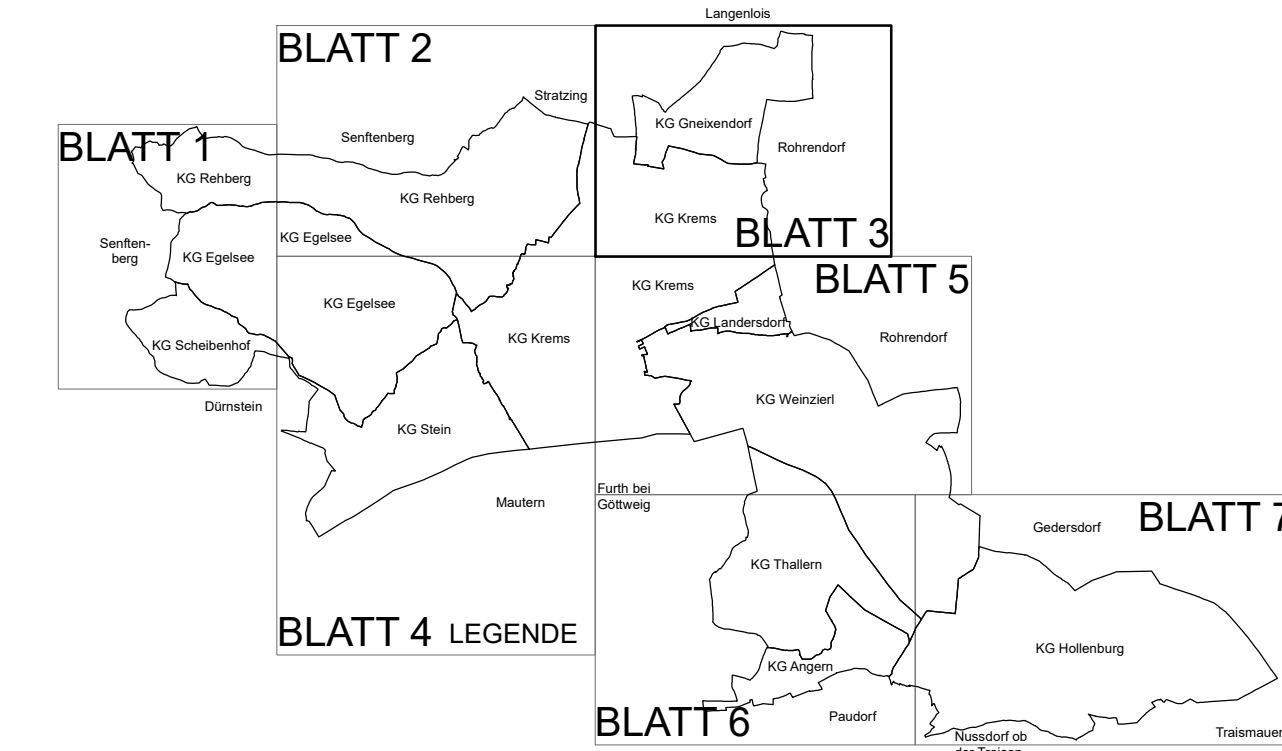 Langenlois
BLATT 2
Stratzing
KG Gneixendorf
Senftenberg
Rohrendorf
BLATT 1
KG Rehberg
KG Rehberg
KG Krems
BLATT 3
KG Egelsee
Senften-
berg
KG Egelsee
KG Krems
BLATT 5
KG Egelsee
KG Landersdorf
KG Krems
Rohrendorf
KG Scheibenhof
KG Weinzierl
Dürnstein
KG Stein
Furth bei
Göttweig
Mautern
BLATT 7
Gedersdorf
KG Thallern
BLATT 4 LEGENDE
KG Hollenburg
KG Angern
BLATT 6
Paudorf
Nussdorf ob
der Traisen
Traismauer